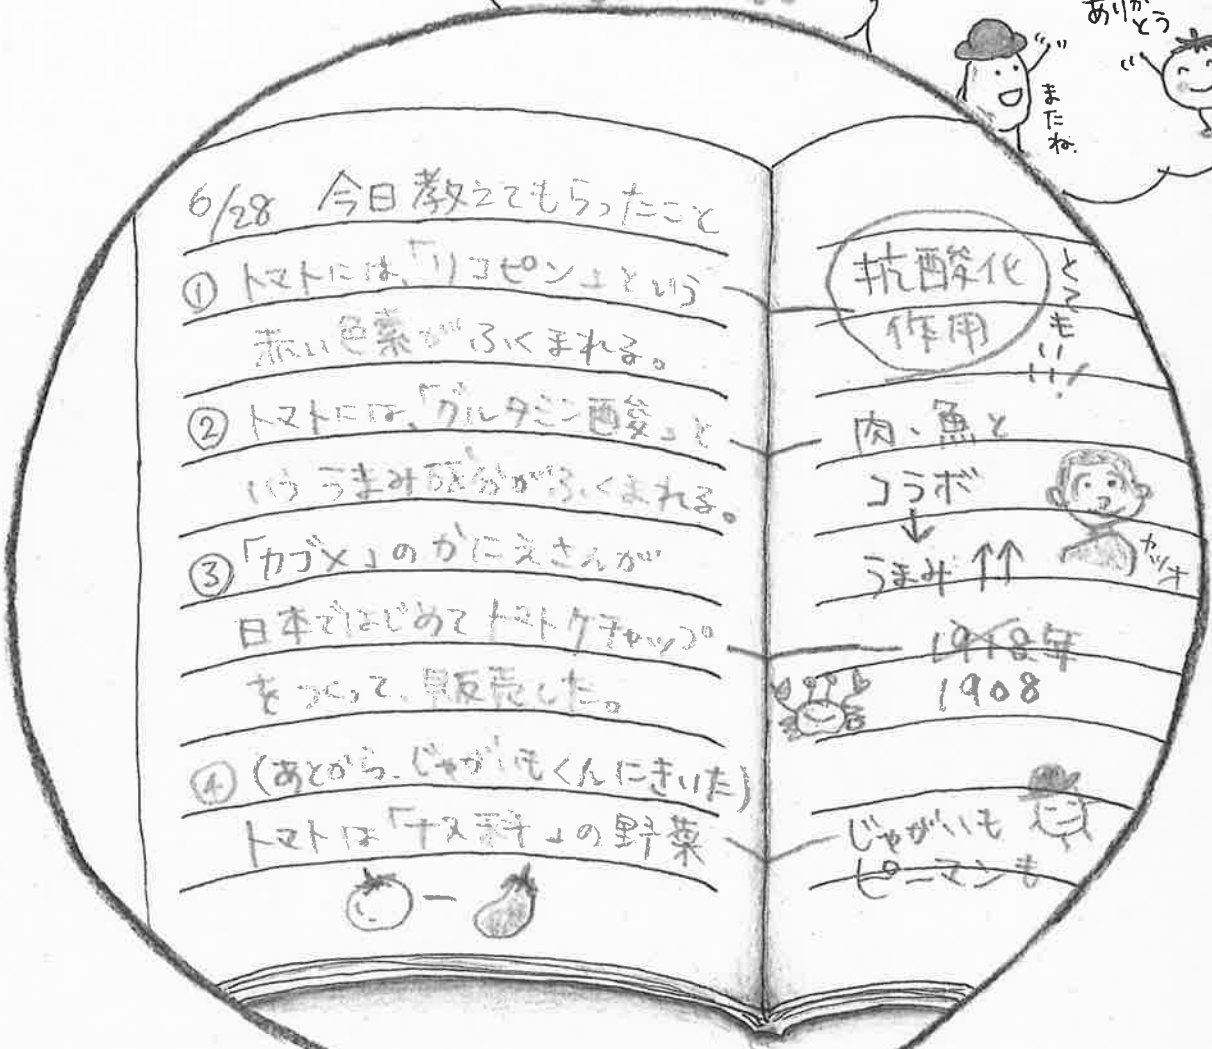 ありがとう
またね。
6/28 今日教えてもらったこと
① トマトには、「リコピン」という
赤い色素がふくまれる。
② トマトには、「グルタミン酸」と
いううまみ成分がふくまれる。
③「カゴメ」のかにえさんが
日本ではじめてトマトケチャップ
をつくって、販売した。
④(あとから、じゃがいもくんにきいた)
トマトは「ナス科」の野菜
抗酸化
作用
とても!!!
肉・魚と
コラボ
↓
うまみ↑↑
カツオ
1918年
1908
じゃがいも
ピーマンも